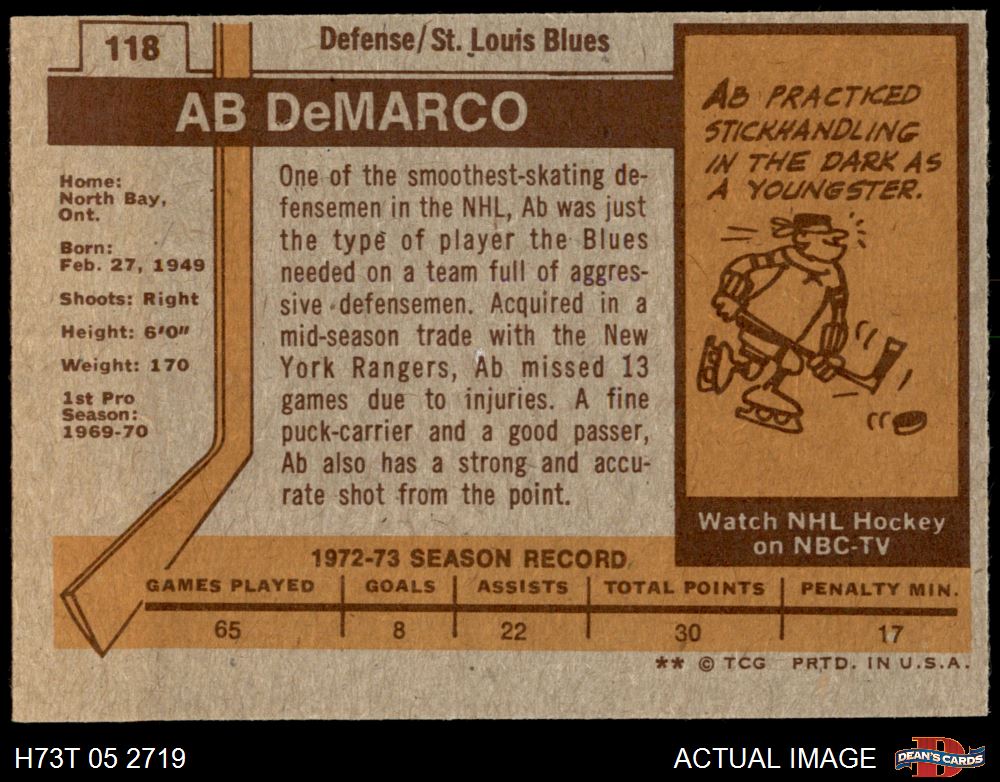 118
Defense/St. Louis Blues
AB DeMARCO
Home:
North Bay,
Ont.
Born:
Feb. 27, 1949
Shoots: Right
Height: 6'0"
Weight: 170
1st Pro
Season:
1969-70
One of the smoothest-skating de-
fensemen in the NHL, Ab was just
the type of player the Blues
needed on a team full of aggres-
sive defensemen. Acquired in a
mid-season trade with the New
York Rangers, Ab missed 13
games due to injuries. A fine
puck-carrier and a good passer,
Ab also has a strong and accu-
rate shot from the point.
AB PRACTICED
STICKHANDLING
IN THE DARK AS
A YOUNGSTER.
Watch NHL Hockey
on NBC-TV
1972-73 SEASON RECORD
GAMES PLAYED GOALS ASSISTS TOTAL POINTS PENALTY MIN.
65 8 22 30 17
** © TCG PRTD. IN U.S.A.
H73T 05 2719
ACTUAL IMAGE
D
DEAN'S CARDS